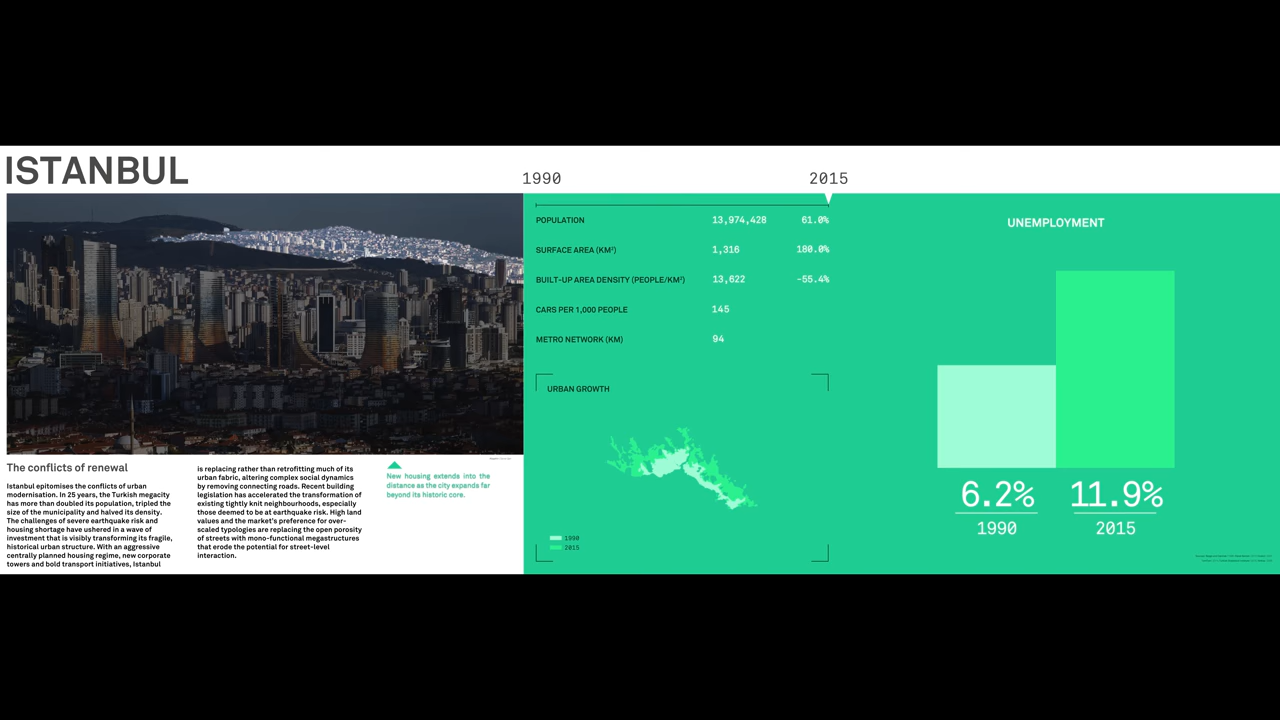 ISTANBUL
1990
2015
POPULATION 13,974,428 61.0%
SURFACE AREA (KM²) 1,316 180.0%
BUILT-UP AREA DENSITY (PEOPLE/KM²) 13,622 -55.4%
CARS PER 1,000 PEOPLE 145
METRO NETWORK (KM) 94
URBAN GROWTH
1990
2015
UNEMPLOYMENT
6.2% 11.9%
1990 2015
The conflicts of renewal
Istanbul epitomises the conflicts of urban
modernisation. In 25 years, the Turkish megacity
has more than doubled its population, tripled the
size of the municipality and halved its density.
The challenges of severe earthquake risk and
housing shortage have ushered in a wave of
investment that is visibly transforming its fragile,
historical urban structure. With an aggressive
centrally planned housing regime, new corporate
towers and bold transport initiatives, Istanbul
is replacing rather than retrofitting much of its
urban fabric, altering complex social dynamics
by removing connecting roads. Recent building
legislation has accelerated the transformation of
existing tightly knit neighbourhoods, especially
those deemed to be at earthquake risk. High land
values and the market's preference for over-
scaled typologies are replacing the open porosity
of streets with mono-functional megastructures
that erode the potential for street-level
interaction.
New housing extends into the
distance as the city expands far
beyond its historic core.